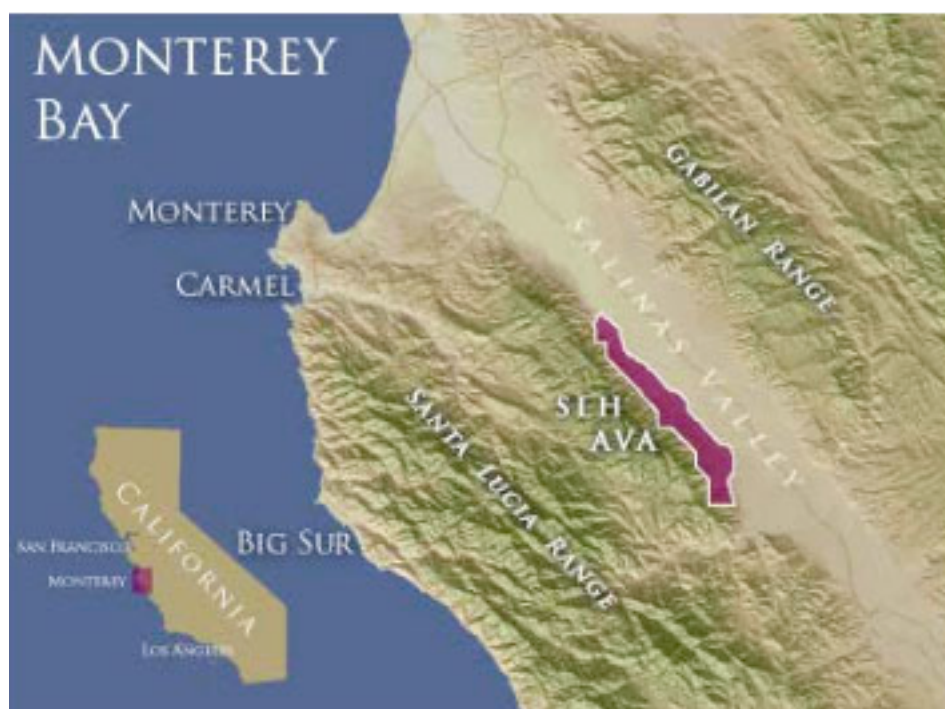 MONTEREY
BAY
GABILAN RANGE
MONTEREY
SALINAS VALLEY
CARMEL
SLH
AVA
SANTA LUCIA RANGE
CALIFORNIA
SAN FRANCISCO
BIG SUR
MONTEREY
LOS ANGELES